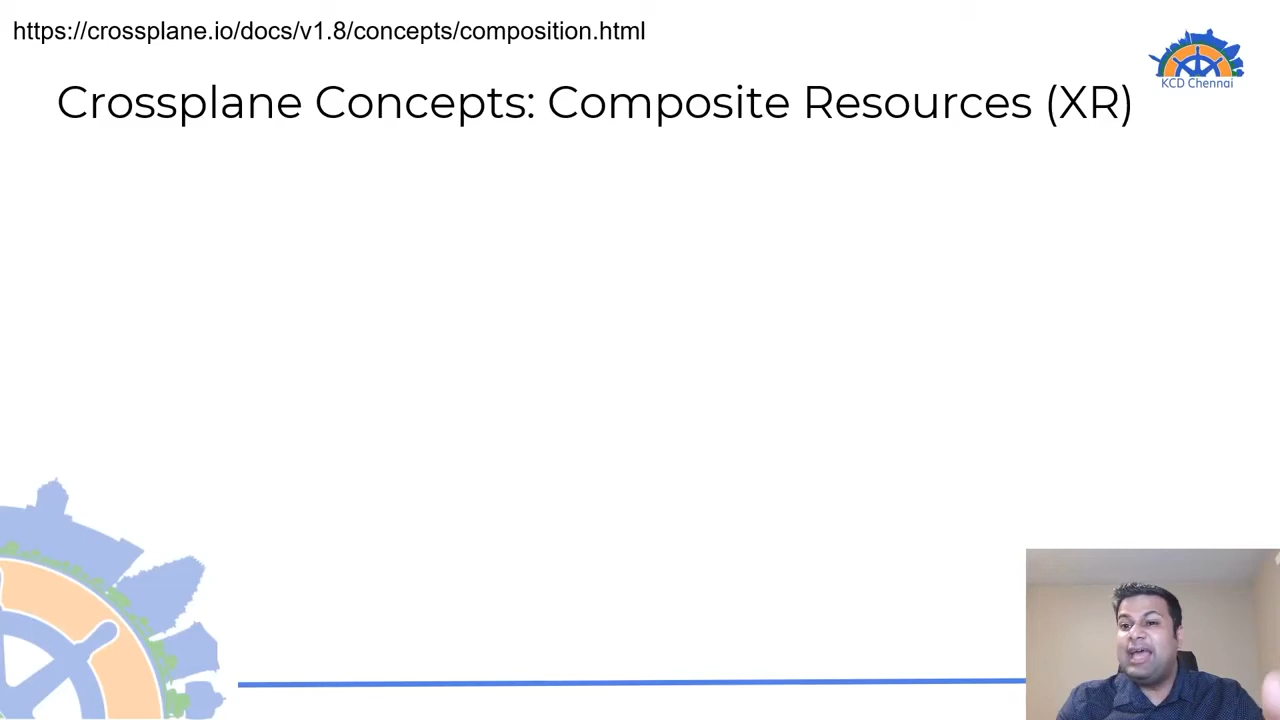 https://crossplane.io/docs/v1.8/concepts/composition.html
KCD Chennai
Crossplane Concepts: Composite Resources (XR)